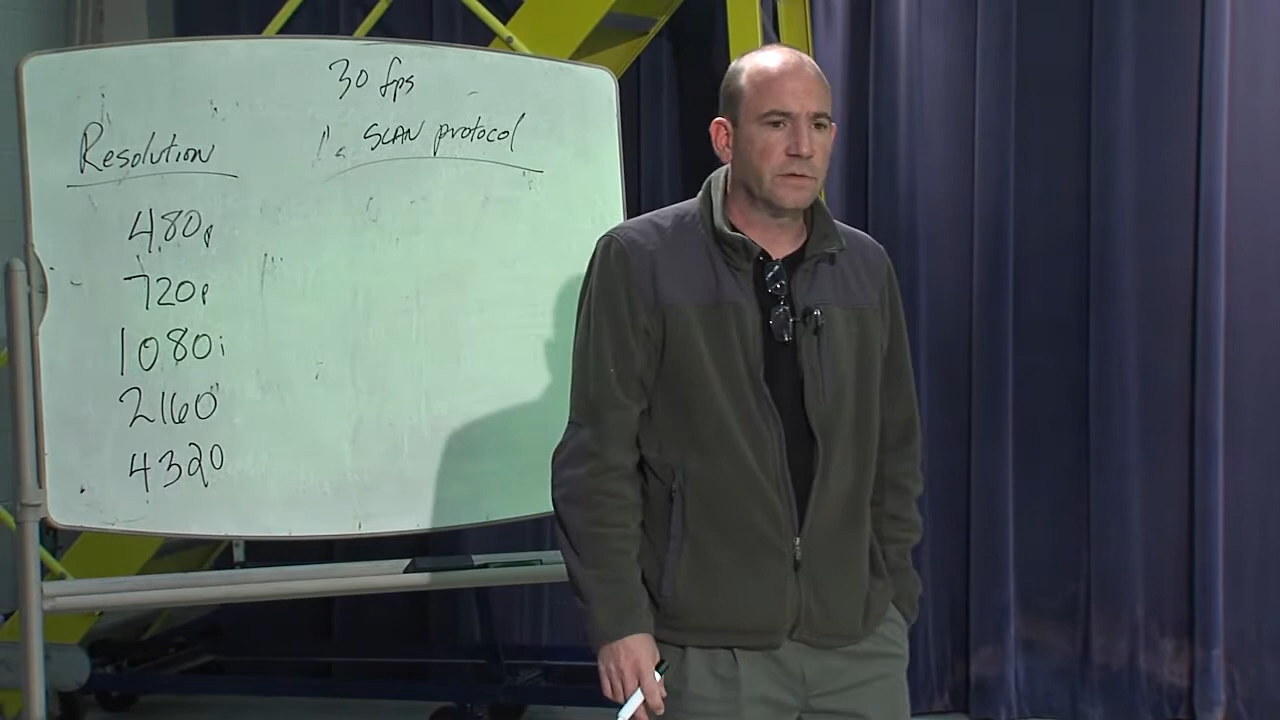 30 fps
SCAN protocol
Resolution
480p
720p
1080i
2160
4320